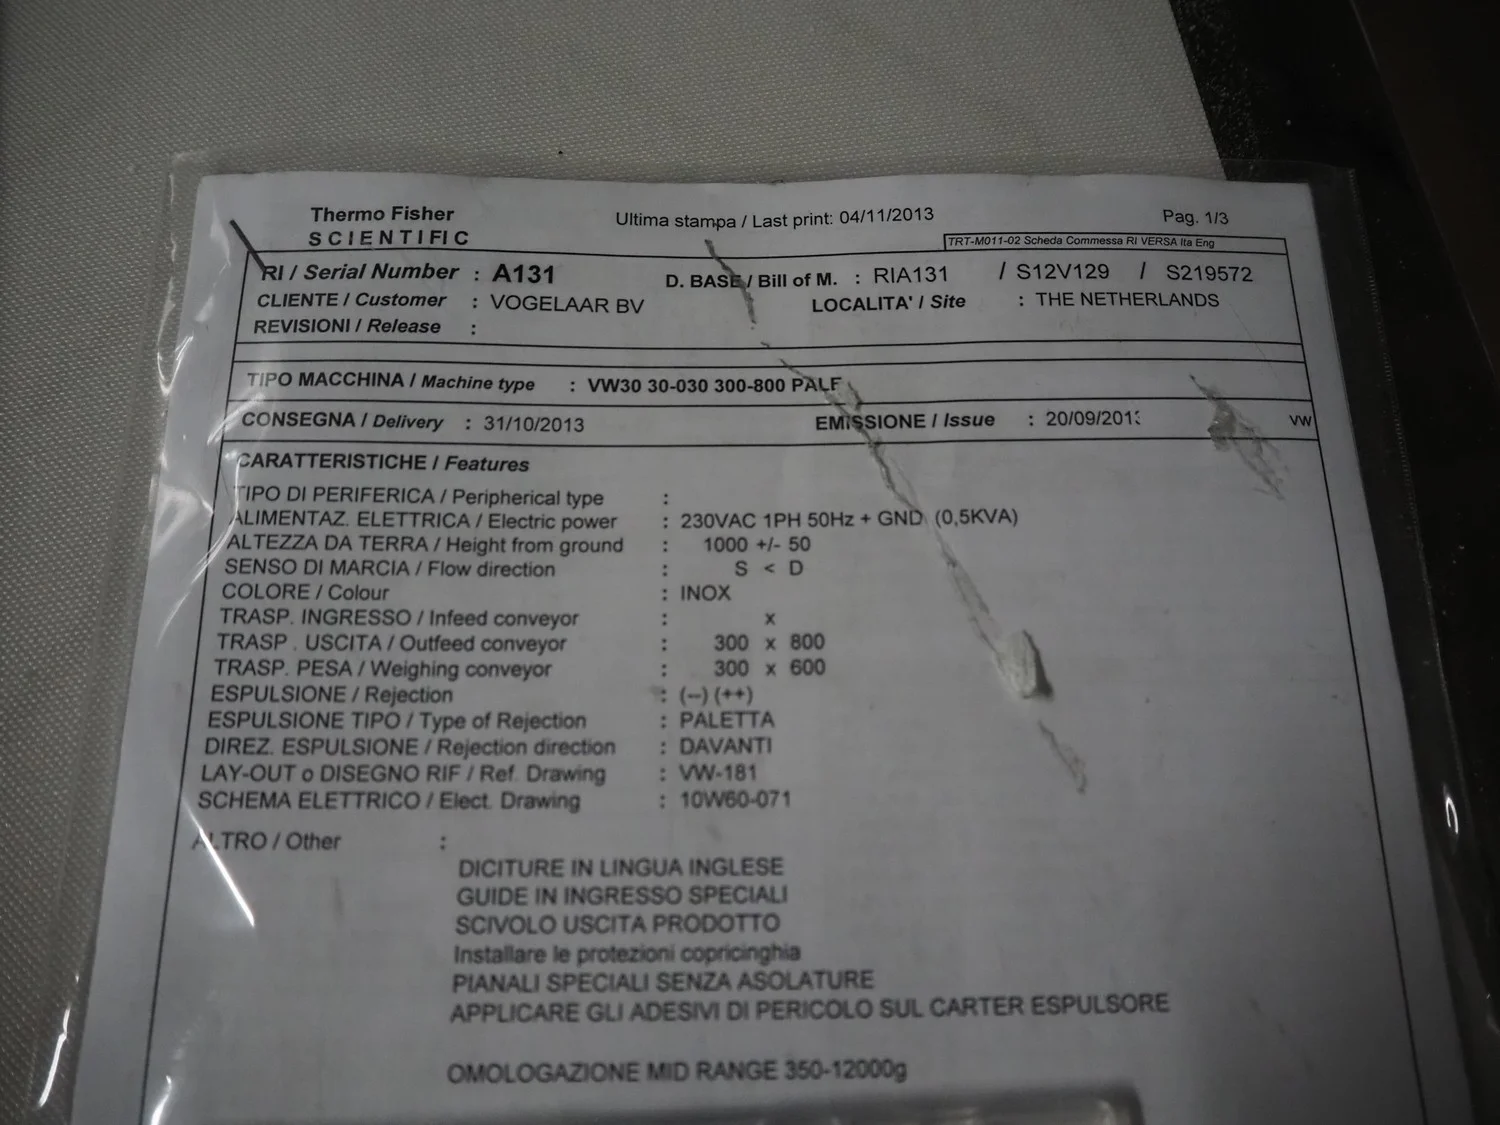 Thermo Fisher
SCIENTIFIC
Ultima stampa / Last print: 04/11/2013
Pag. 1/3
TRT-M011-02 Scheda Commessa RI VERSA Ita Eng
RI / Serial Number : A131 D. BASE / Bill of M. : RIA131 / S12V129 / S219572
CLIENTE / Customer : VOGELAAR BV LOCALITA' / Site : THE NETHERLANDS
REVISIONI / Release :
TIPO MACCHINA / Machine type : VW30 30-030 300-800 PALE
CONSEGNA / Delivery : 31/10/2013 EMISSIONE / Issue : 20/09/2013 VW
CARATTERISTICHE / Features
TIPO DI PERIFERICA / Peripherical type :
ALIMENTAZ. ELETTRICA / Electric power : 230VAC 1PH 50Hz + GND (0,5KVA)
ALTEZZA DA TERRA / Height from ground : 1000 +/- 50
SENSO DI MARCIA / Flow direction : S < D
COLORE / Colour : INOX
TRASP. INGRESSO / Infeed conveyor : x
TRASP . USCITA / Outfeed conveyor : 300 x 800
TRASP. PESA / Weighing conveyor : 300 x 600
ESPULSIONE / Rejection : (--) (++)
ESPULSIONE TIPO / Type of Rejection : PALETTA
DIREZ. ESPULSIONE / Rejection direction : DAVANTI
LAY-OUT o DISEGNO RIF / Ref. Drawing : VW-181
SCHEMA ELETTRICO / Elect. Drawing : 10W60-071
ALTRO / Other :
DICITURE IN LINGUA INGLESE
GUIDE IN INGRESSO SPECIALI
SCIVOLO USCITA PRODOTTO
Installare le protezioni copricinghia
PIANALI SPECIALI SENZA ASOLATURE
APPLICARE GLI ADESIVI DI PERICOLO SUL CARTER ESPULSORE
OMOLOGAZIONE MID RANGE 350-12000g